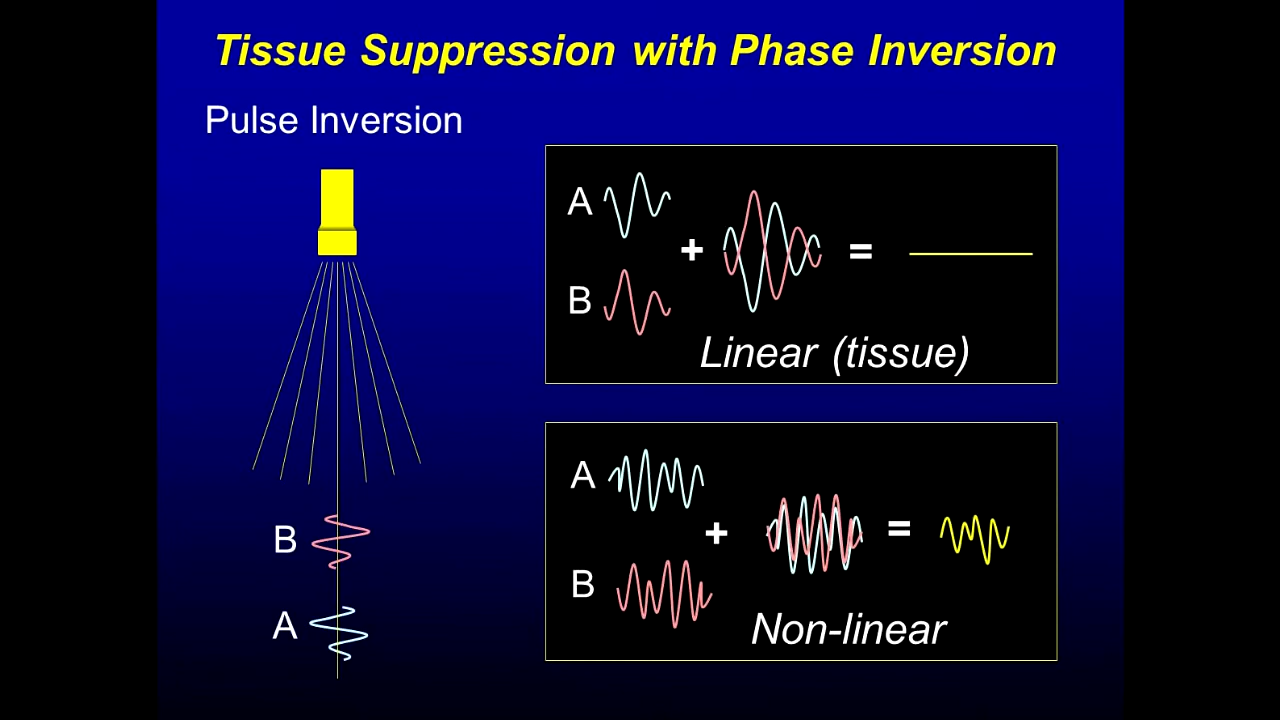 Tissue Suppression with Phase Inversion
Pulse Inversion
B
A
A
+
=
B
Linear (tissue)
A
+
=
B
Non-linear